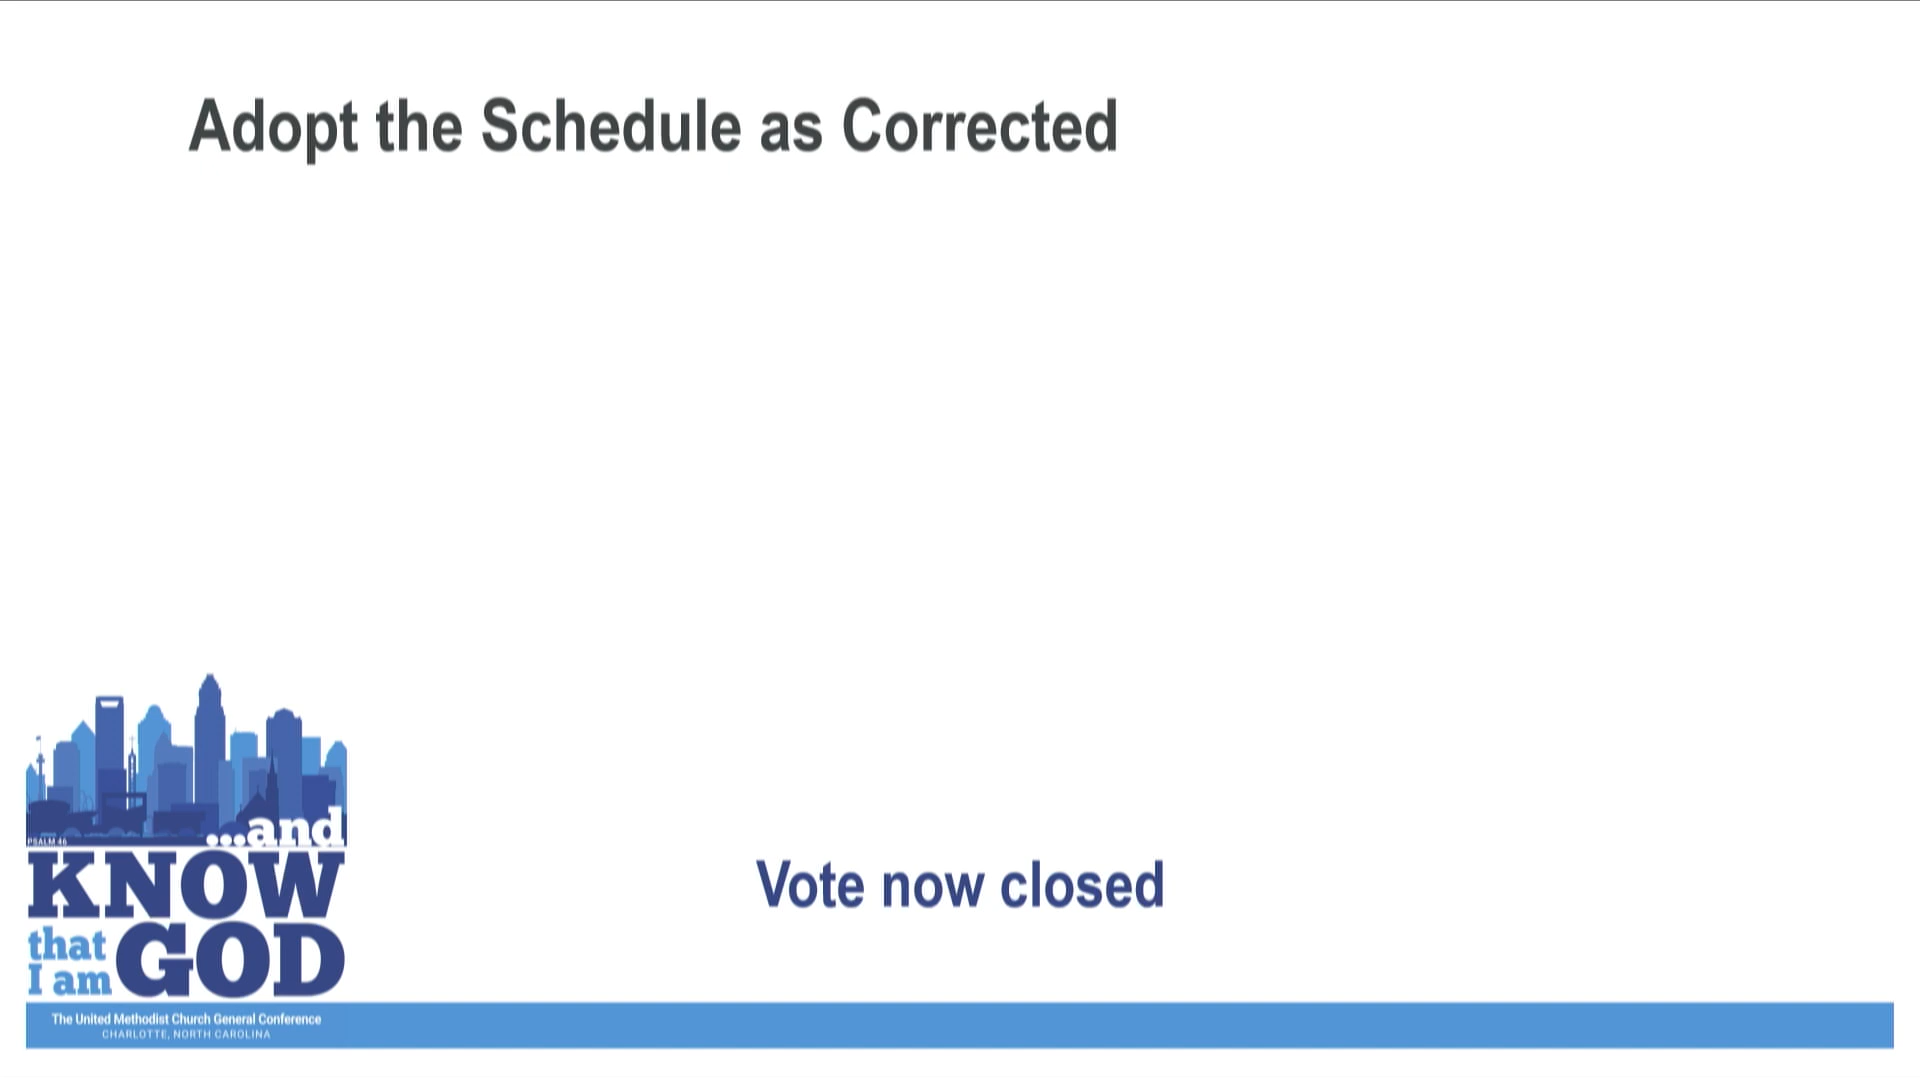 Adopt the Schedule as Corrected
PSALM 46
...and
KNOW
that
I am
GOD
Vote now closed
The United Methodist Church General Conference
CHARLOTTE, NORTH CAROLINA